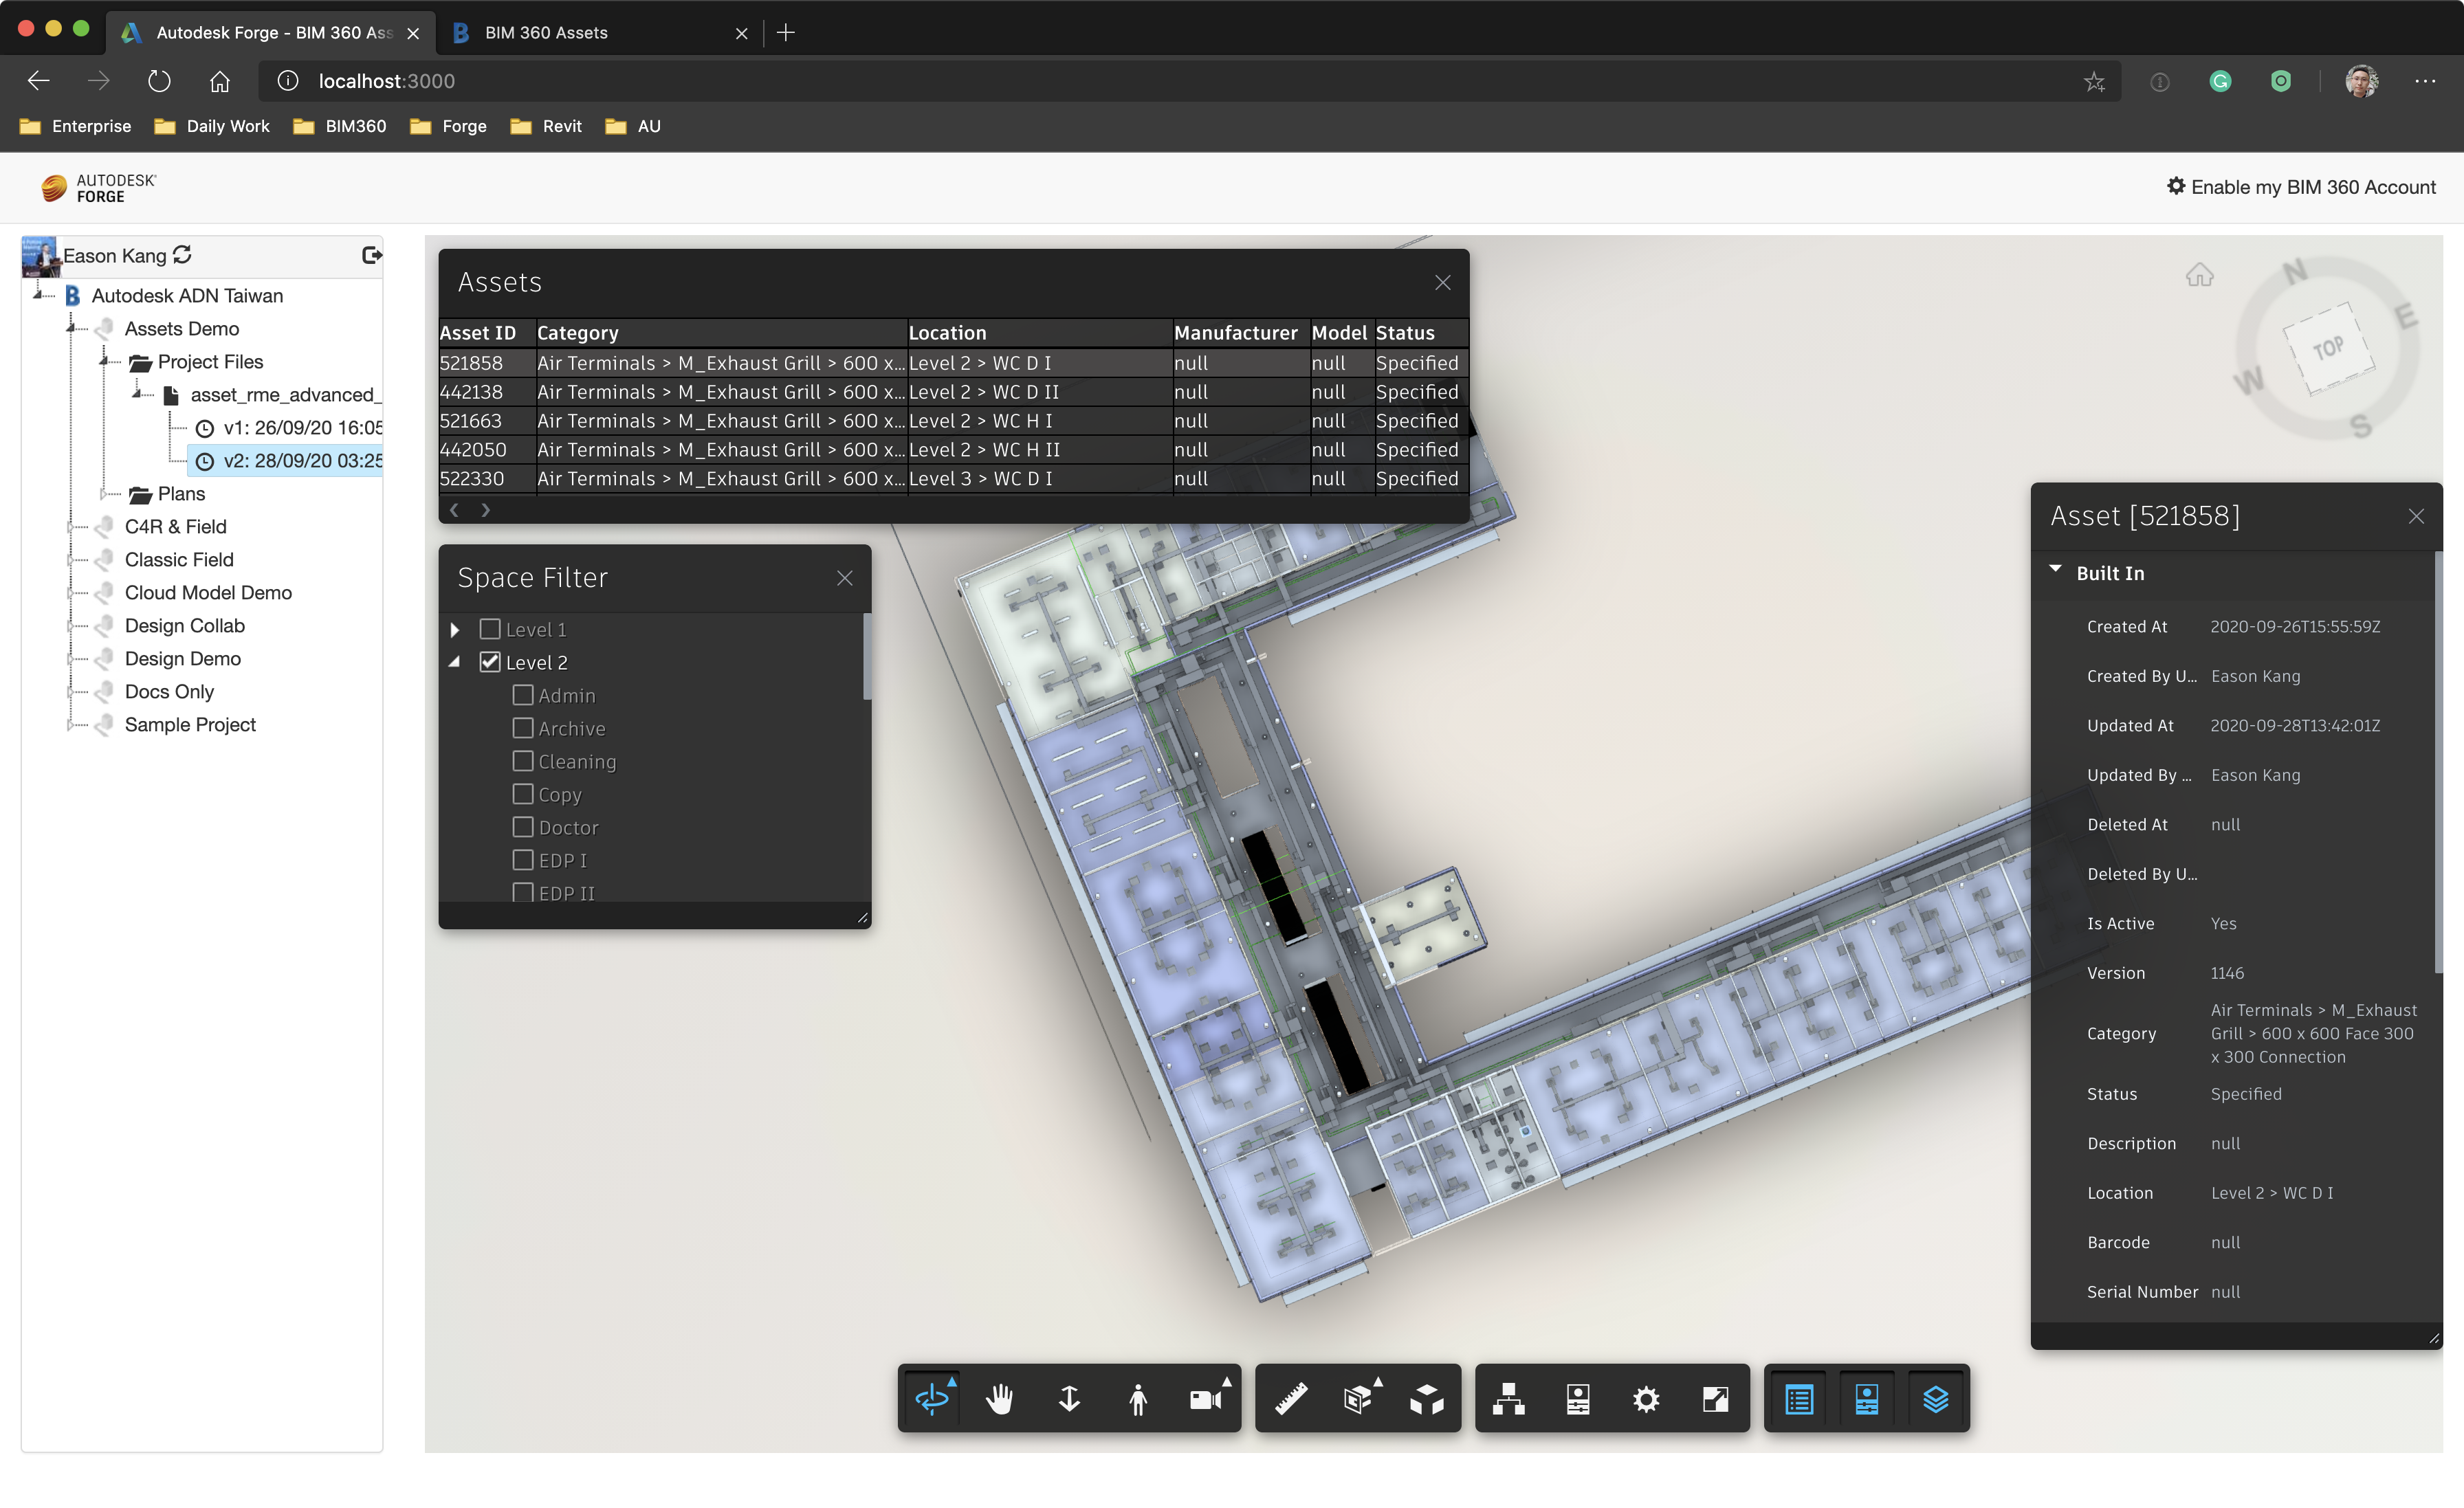 Autodesk Forge - BIM 360 Ass
BIM 360 Assets
localhost:3000
Enterprise
Daily Work
BIM360
Forge
Revit
AU
AUTODESK
FORGE
Enable my BIM 360 Account
Eason Kang
Autodesk ADN Taiwan
Assets Demo
Project Files
asset_rme_advanced_
v1: 26/09/20 16:05
v2: 28/09/20 03:25
Plans
C4R & Field
Classic Field
Cloud Model Demo
Design Collab
Design Demo
Docs Only
Sample Project
Assets
Asset ID Category Location Manufacturer Model Status
521858 Air Terminals > M_Exhaust Grill > 600 x... Level 2 > WC D I null null Specified
442138 Air Terminals > M_Exhaust Grill > 600 x... Level 2 > WC D II null null Specified
521663 Air Terminals > M_Exhaust Grill > 600 x... Level 2 > WC H I null null Specified
442050 Air Terminals > M_Exhaust Grill > 600 x... Level 2 > WC H II null null Specified
522330 Air Terminals > M_Exhaust Grill > 600 x... Level 3 > WC D I null null Specified
Space Filter
Level 1
Level 2
Admin
Archive
Cleaning
Copy
Doctor
EDP I
EDP II
N
E
TOP
W
S
Asset [521858]
Built In
Created At 2020-09-26T15:55:59Z
Created By U... Eason Kang
Updated At 2020-09-28T13:42:01Z
Updated By ... Eason Kang
Deleted At null
Deleted By U...
Is Active Yes
Version 1146
Category Air Terminals > M_Exhaust
Grill > 600 x 600 Face 300
x 300 Connection
Status Specified
Description null
Location Level 2 > WC D I
Barcode null
Serial Number null